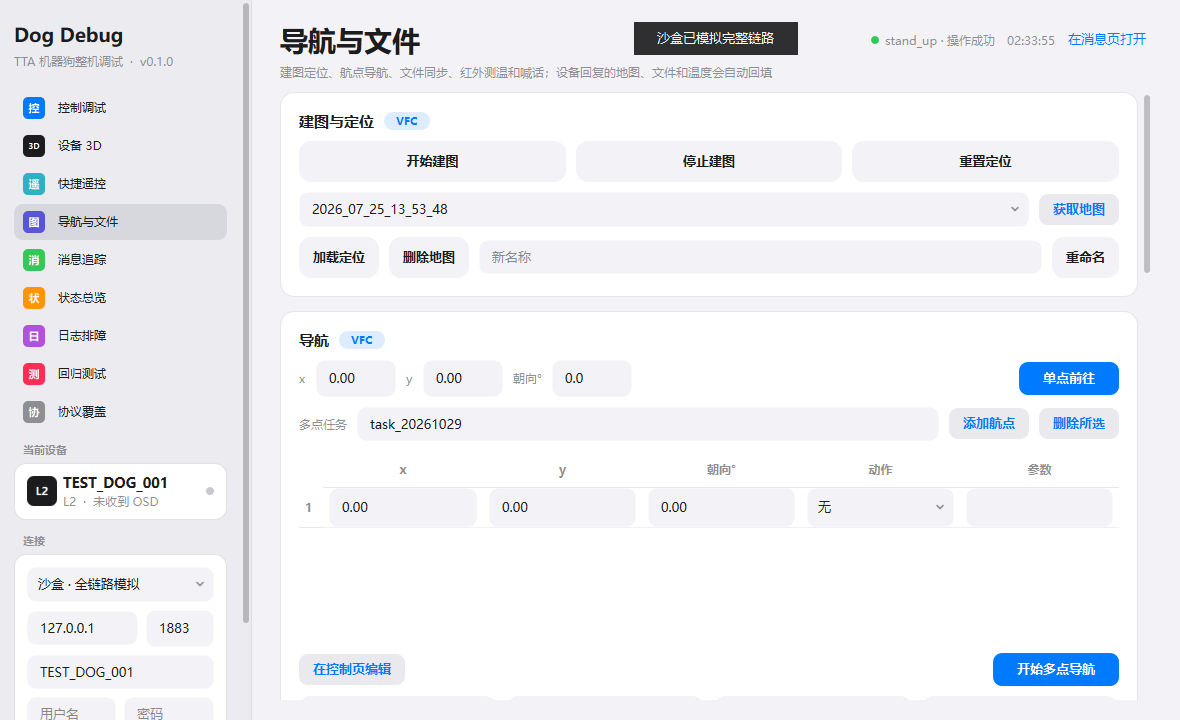 Dog Debug
TTA 机器狗整机调试 · v0.1.0
控 控制调试
3D 设备 3D
遥 快捷遥控
图 导航与文件
消 消息追踪
状 状态总览
日 日志排障
测 回归测试
协 协议覆盖
当前设备
L2 TEST_DOG_001
L2 · 未收到 OSD
连接
沙盒 · 全链路模拟
127.0.0.1 1883
TEST_DOG_001
用户名 密码
导航与文件
沙盒已模拟完整链路
stand_up · 操作成功 02:33:55 在消息页打开
建图定位、航点导航、文件同步、红外测温和喊话；设备回复的地图、文件和温度会自动回填
建图与定位 VFC
开始建图 停止建图 重置定位
2026_07_25_13_53_48 获取地图
加载定位 删除地图 新名称 重命名
导航 VFC
x 0.00 y 0.00 朝向° 0.0 单点前往
多点任务 task_20261029 添加航点 删除所选
x y 朝向° 动作 参数
1 0.00 0.00 0.00 无
在控制页编辑 开始多点导航